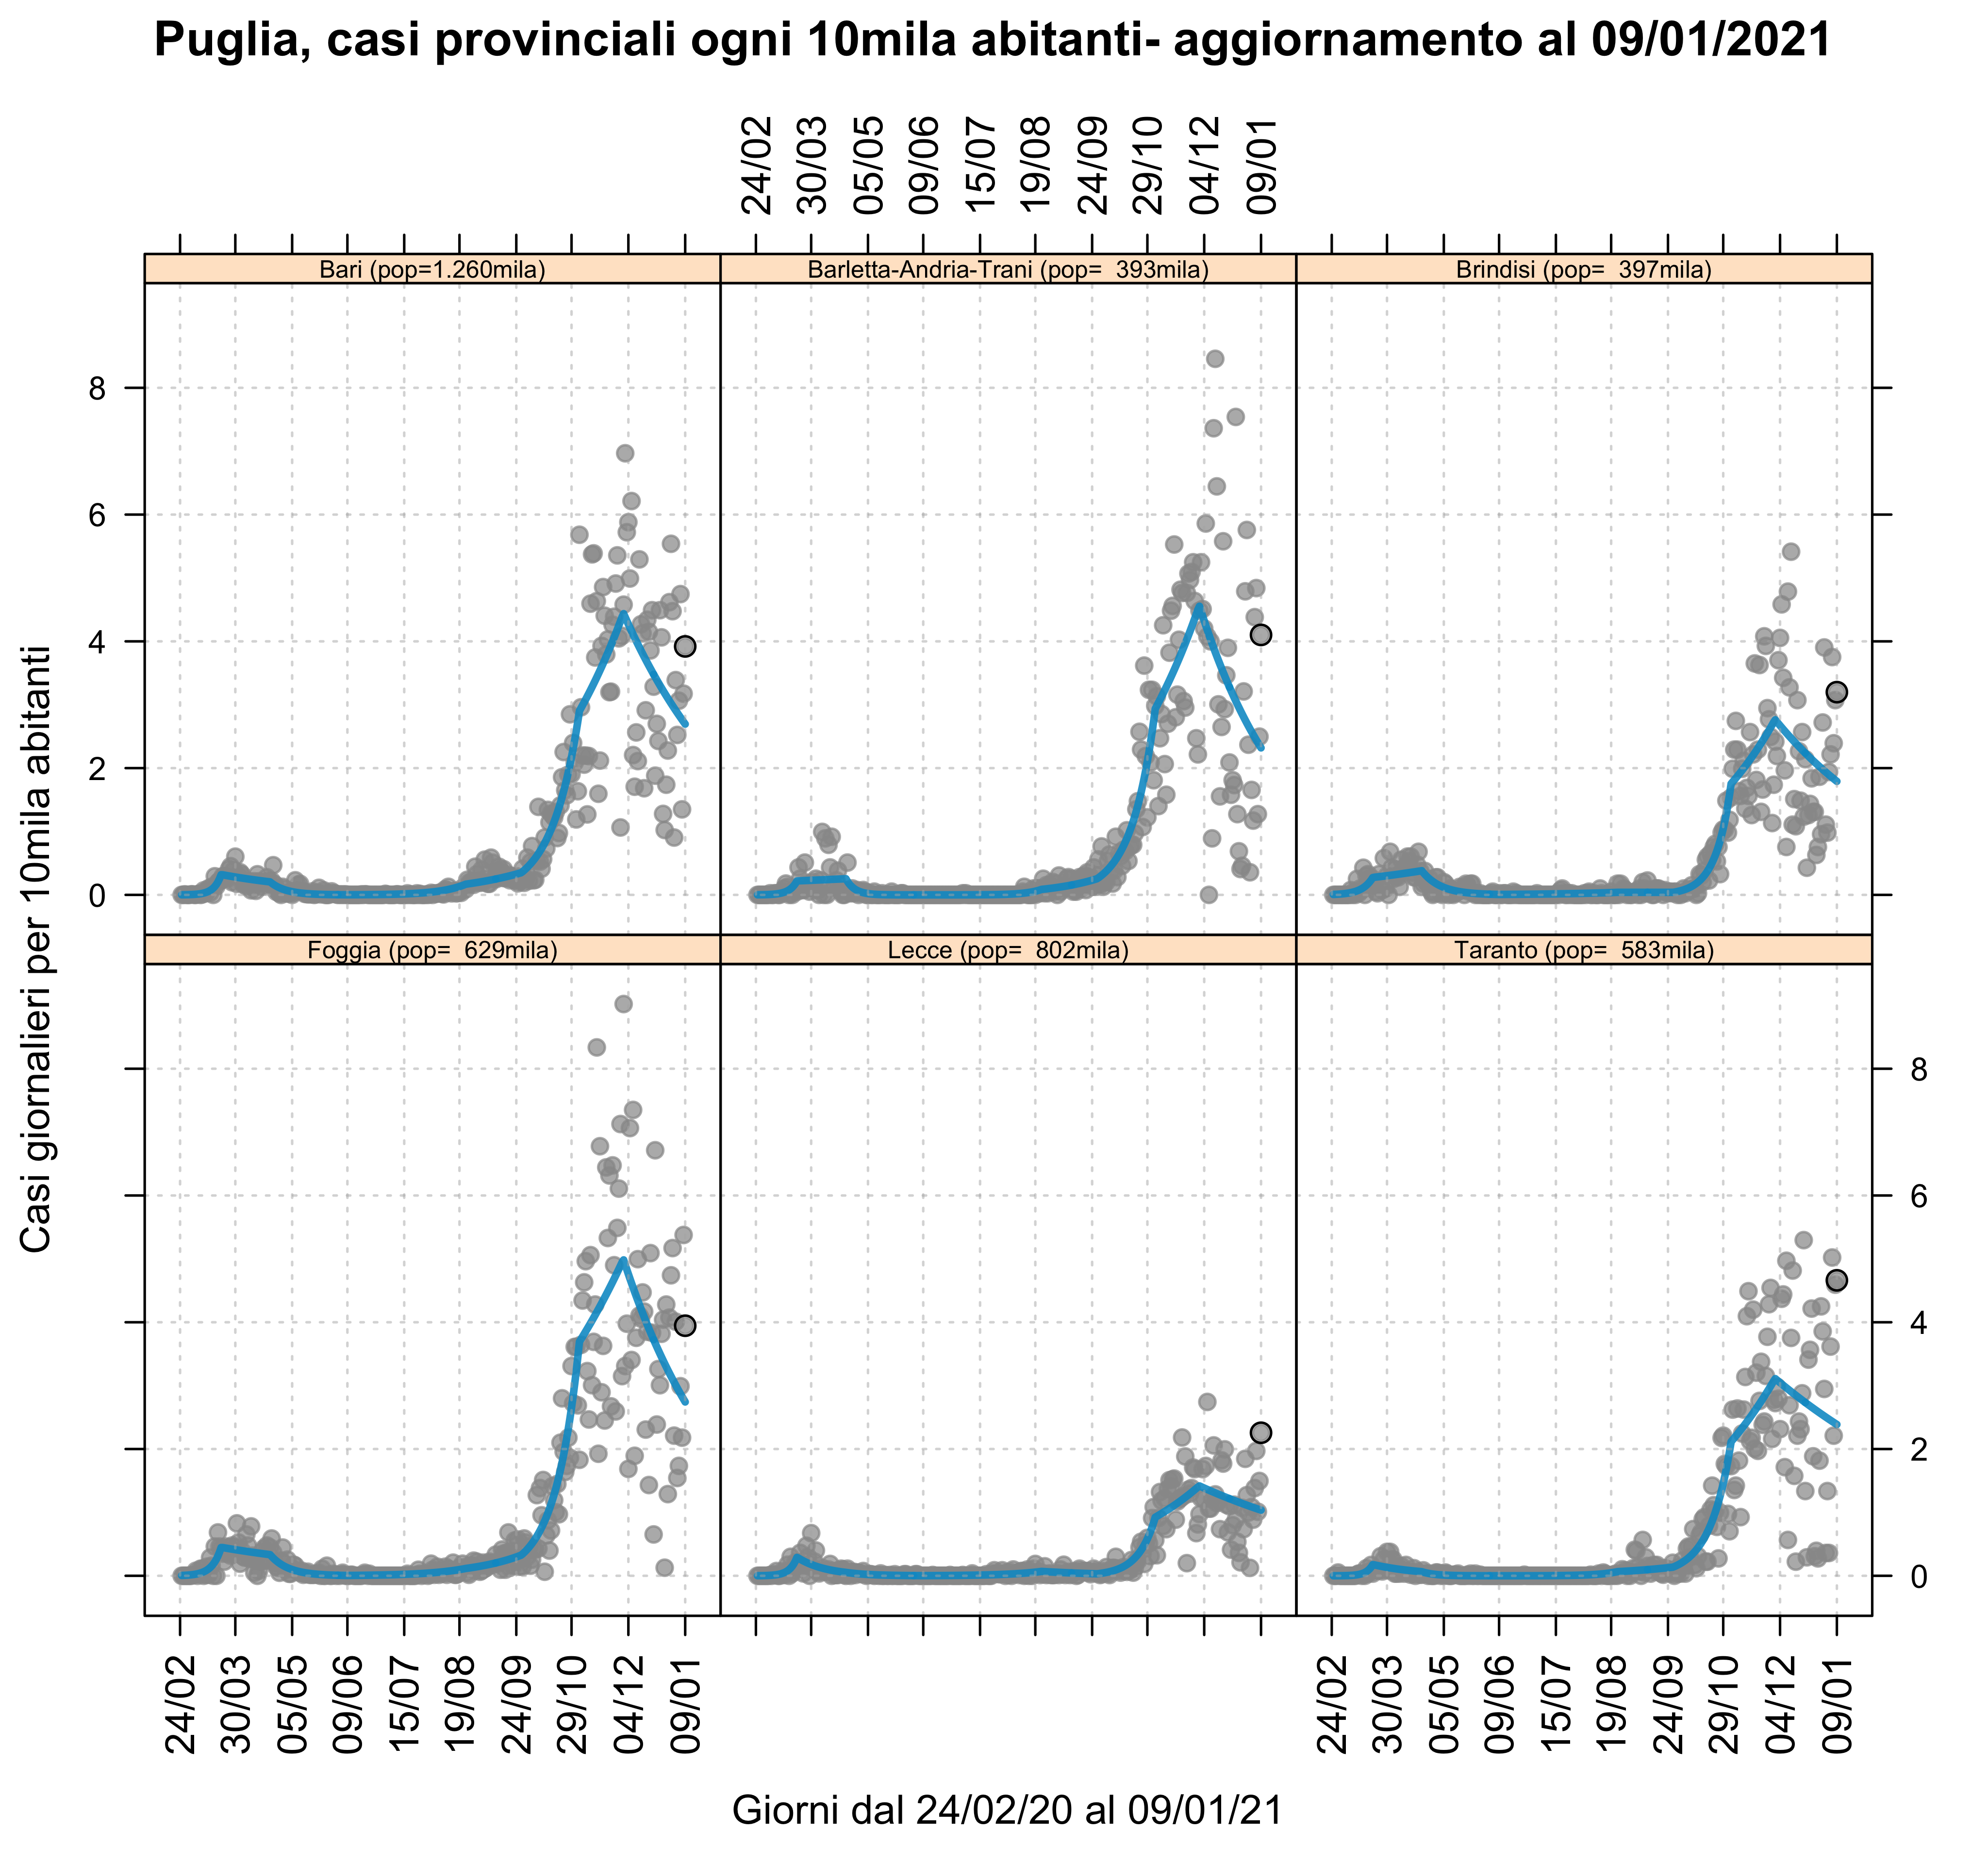 Puglia, casi provinciali ogni 10mila abitanti- aggiornamento al 09/01/2021
24/02 30/03 05/05 09/06 15/07 19/08 24/09 29/10 04/12 09/01
Bari (pop=1.260mila) Barletta-Andria-Trani (pop=  393mila) Brindisi (pop=  397mila)
8
6
4
2
0
Casi giornalieri per 10mila abitanti
Foggia (pop=  629mila) Lecce (pop=  802mila) Taranto (pop=  583mila)
8
6
4
2
0
24/02 30/03 05/05 09/06 15/07 19/08 24/09 29/10 04/12 09/01 24/02 30/03 05/05 09/06 15/07 19/08 24/09 29/10 04/12 09/01
Giorni dal 24/02/20 al 09/01/21